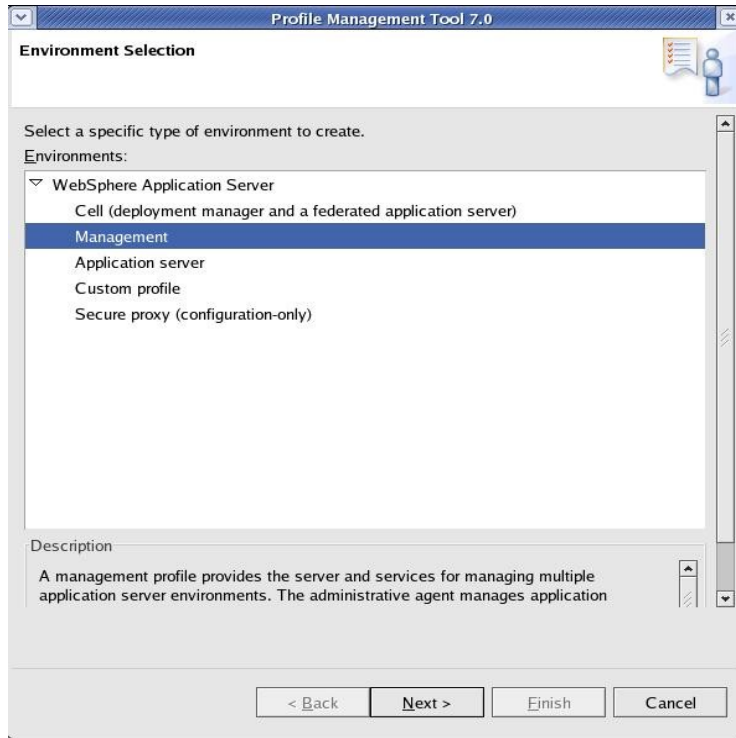 Profile Management Tool 7.0
Environment Selection
Select a specific type of environment to create.
Environments:
WebSphere Application Server
Cell (deployment manager and a federated application server)
Management
Application server
Custom profile
Secure proxy (configuration-only)
Description
A management profile provides the server and services for managing multiple
application server environments. The administrative agent manages application
< Back
Next >
Finish
Cancel